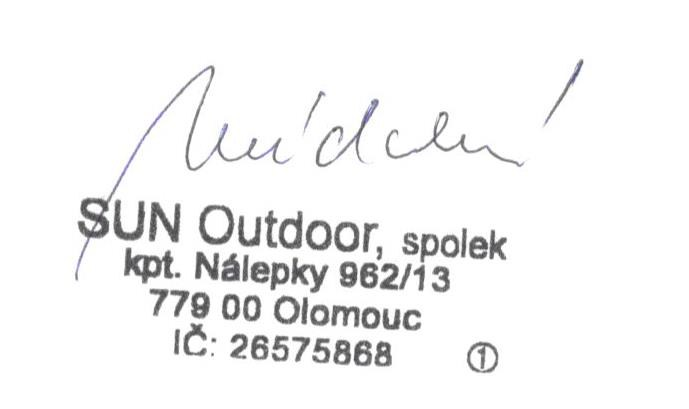 SUN Outdoor, spolek
kpt. Nálepky 962/13
779 00 Olomouc
IČ: 26575868 ①